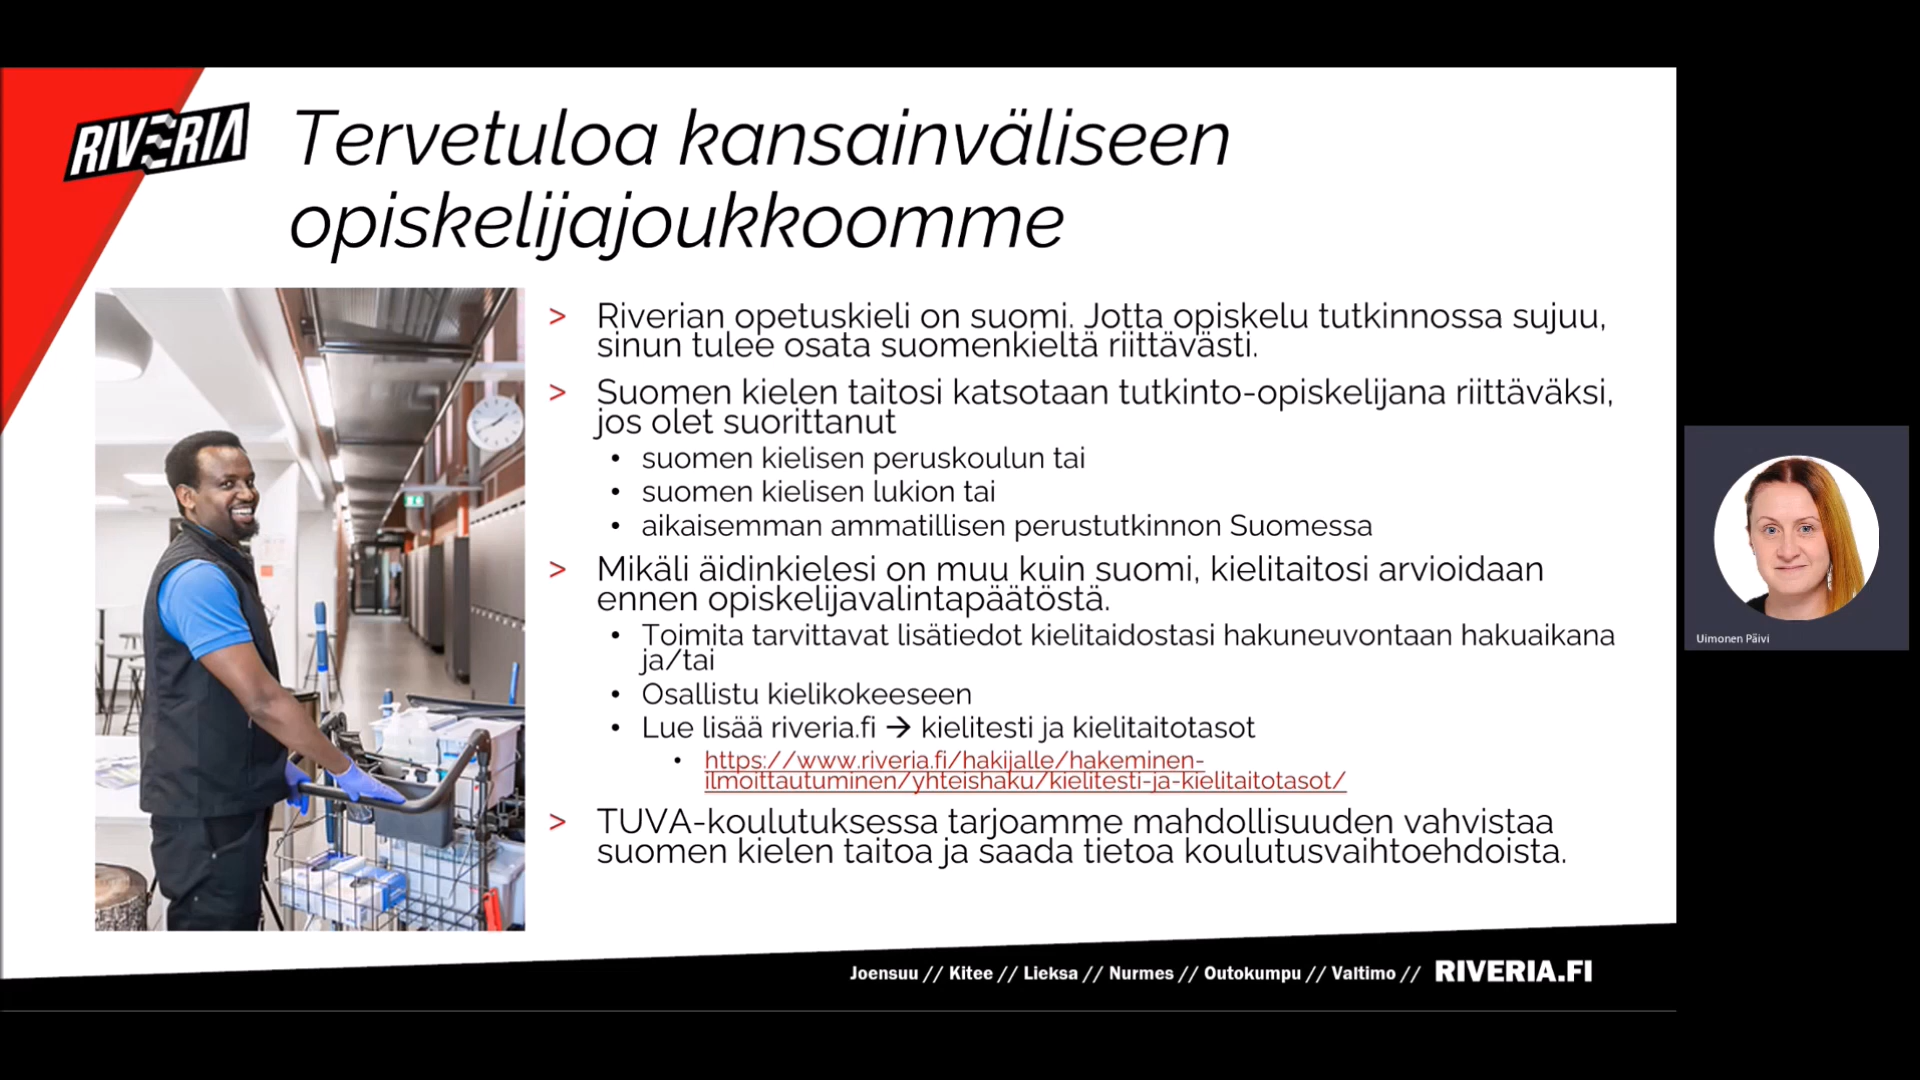 RIVERIA
Tervetuloa kansainväliseen
opiskelijajoukkoomme
> Riverian opetuskieli on suomi. Jotta opiskelu tutkinnossa sujuu,
sinun tulee osata suomenkieltä riittävästi.
> Suomen kielen taitosi katsotaan tutkinto-opiskelijana riittäväksi,
jos olet suorittanut
• suomen kielisen peruskoulun tai
• suomen kielisen lukion tai
• aikaisemman ammatillisen perustutkinnon Suomessa
> Mikäli äidinkielesi on muu kuin suomi, kielitaitosi arvioidaan
ennen opiskelijavalintapäätöstä.
• Toimita tarvittavat lisätiedot kielitaidostasi hakuneuvontaan hakuaikana
ja/tai
• Osallistu kielikokeeseen
• Lue lisää riveria.fi → kielitesti ja kielitaitotasot
• https://www.riveria.fi/hakijalle/hakeminen-
ilmoittautuminen/yhteishaku/kielitesti-ja-kielitaitotasot/
> TUVA-koulutuksessa tarjoamme mahdollisuuden vahvistaa
suomen kielen taitoa ja saada tietoa koulutusvaihtoehdoista.
Uimonen Päivi
Joensuu // Kitee // Lieksa // Nurmes // Outokumpu // Valtimo // RIVERIA.FI